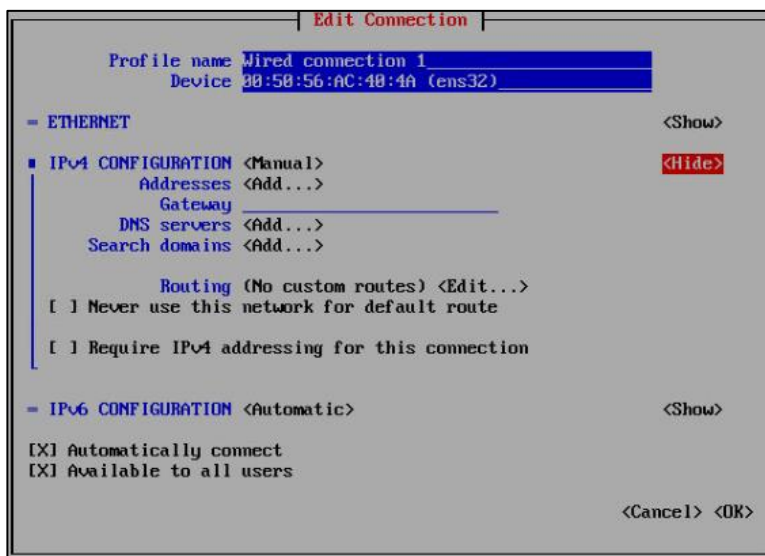 Edit Connection
Profile name Wired connection 1
Device 00:50:56:AC:40:4A (ens32)
= ETHERNET <Show>
IPv4 CONFIGURATION <Manual> <Hide>
Addresses <Add...>
Gateway
DNS servers <Add...>
Search domains <Add...>
Routing (No custom routes) <Edit...>
[ ] Never use this network for default route
[ ] Require IPv4 addressing for this connection
= IPv6 CONFIGURATION <Automatic> <Show>
[X] Automatically connect
[X] Available to all users
<Cancel> <OK>